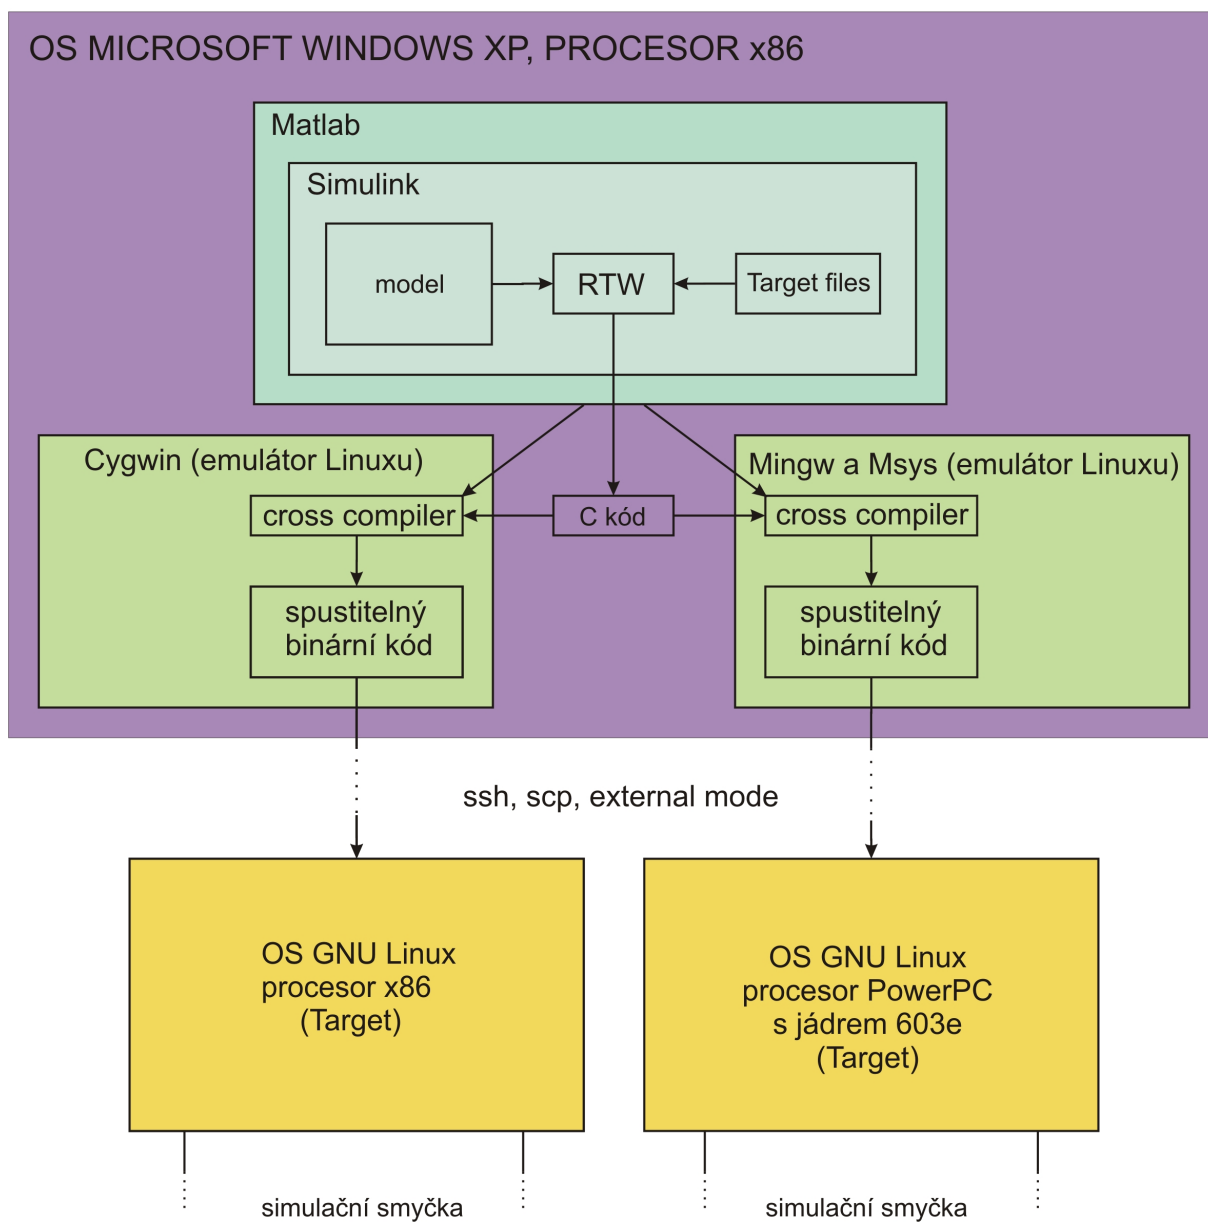 OS MICROSOFT WINDOWS XP, PROCESOR x86
Matlab
Simulink
model
RTW
Target files
Cygwin (emulátor Linuxu)
Mingw a Msys (emulátor Linuxu)
cross compiler
C kód
cross compiler
spustitelný
binární kód
spustitelný
binární kód
ssh, scp, external mode
OS GNU Linux
procesor x86
(Target)
OS GNU Linux
procesor PowerPC
s jádrem 603e
(Target)
simulační smyčka
simulační smyčka